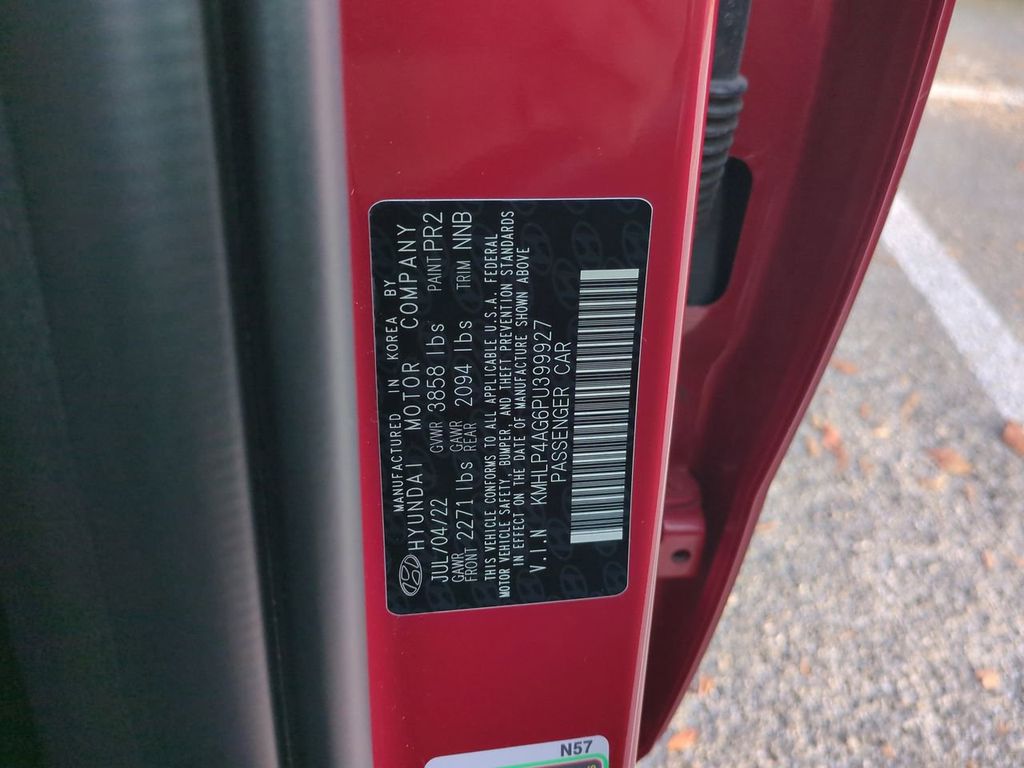 MANUFACTURED IN KOREA BY
HYUNDAI MOTOR COMPANY
JUL/04/22 GVWR 3858 lbs PAINT PR2
GAWR FRONT 2271 lbs GAWR REAR 2094 lbs TRIM NNB
THIS VEHICLE CONFORMS TO ALL APPLICABLE U.S.A. FEDERAL
MOTOR VEHICLE SAFETY, BUMPER, AND THEFT PREVENTION STANDARDS
IN EFFECT ON THE DATE OF MANUFACTURE SHOWN ABOVE
V.I.N KMHLP4AG6PU399927
PASSENGER CAR
N57